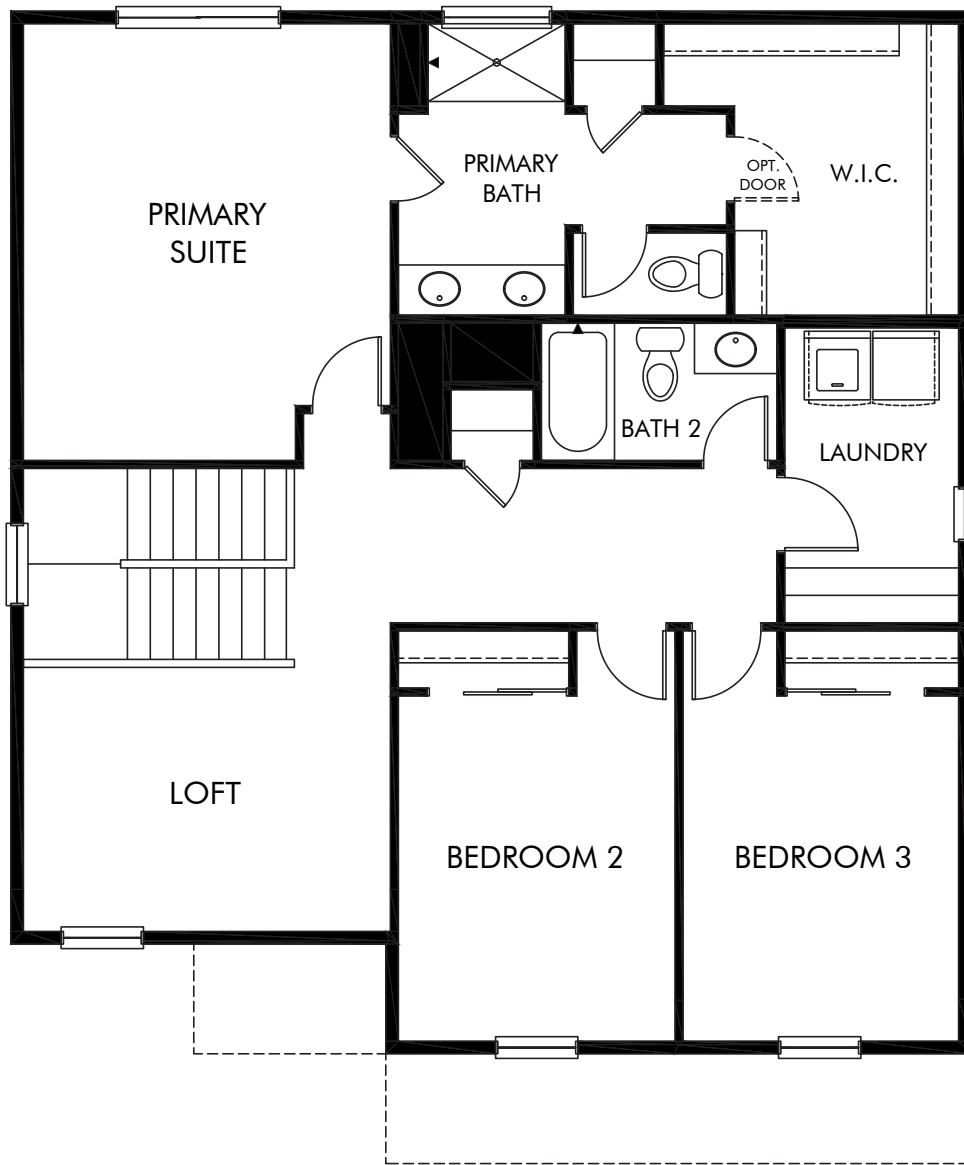 PRIMARY
SUITE
PRIMARY
BATH
OPT.
DOOR
W.I.C.
BATH 2
LAUNDRY
LOFT
BEDROOM 2
BEDROOM 3